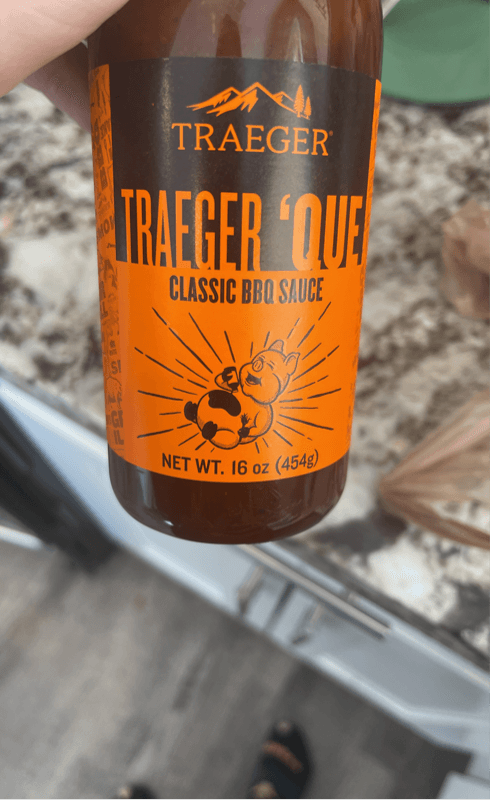 TRAEGER®
TRAEGER 'QUE
CLASSIC BBQ SAUCE
NET WT. 16 oz (454g)